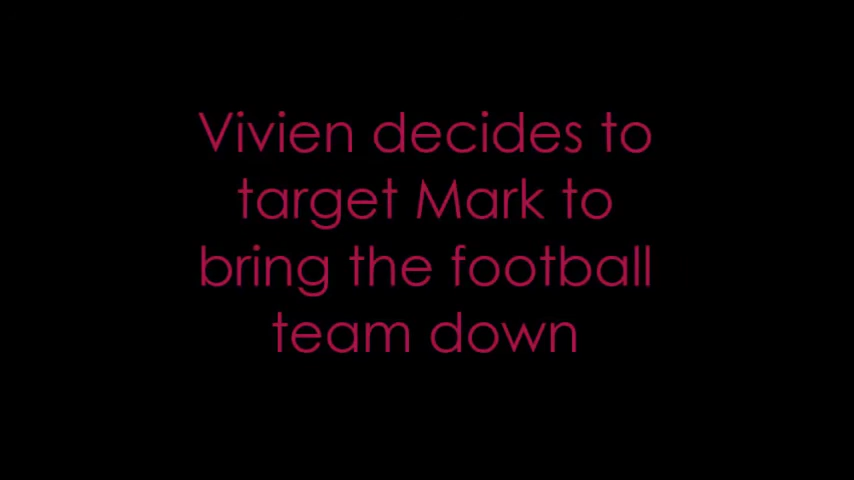 Vivien decides to
target Mark to
bring the football
team down